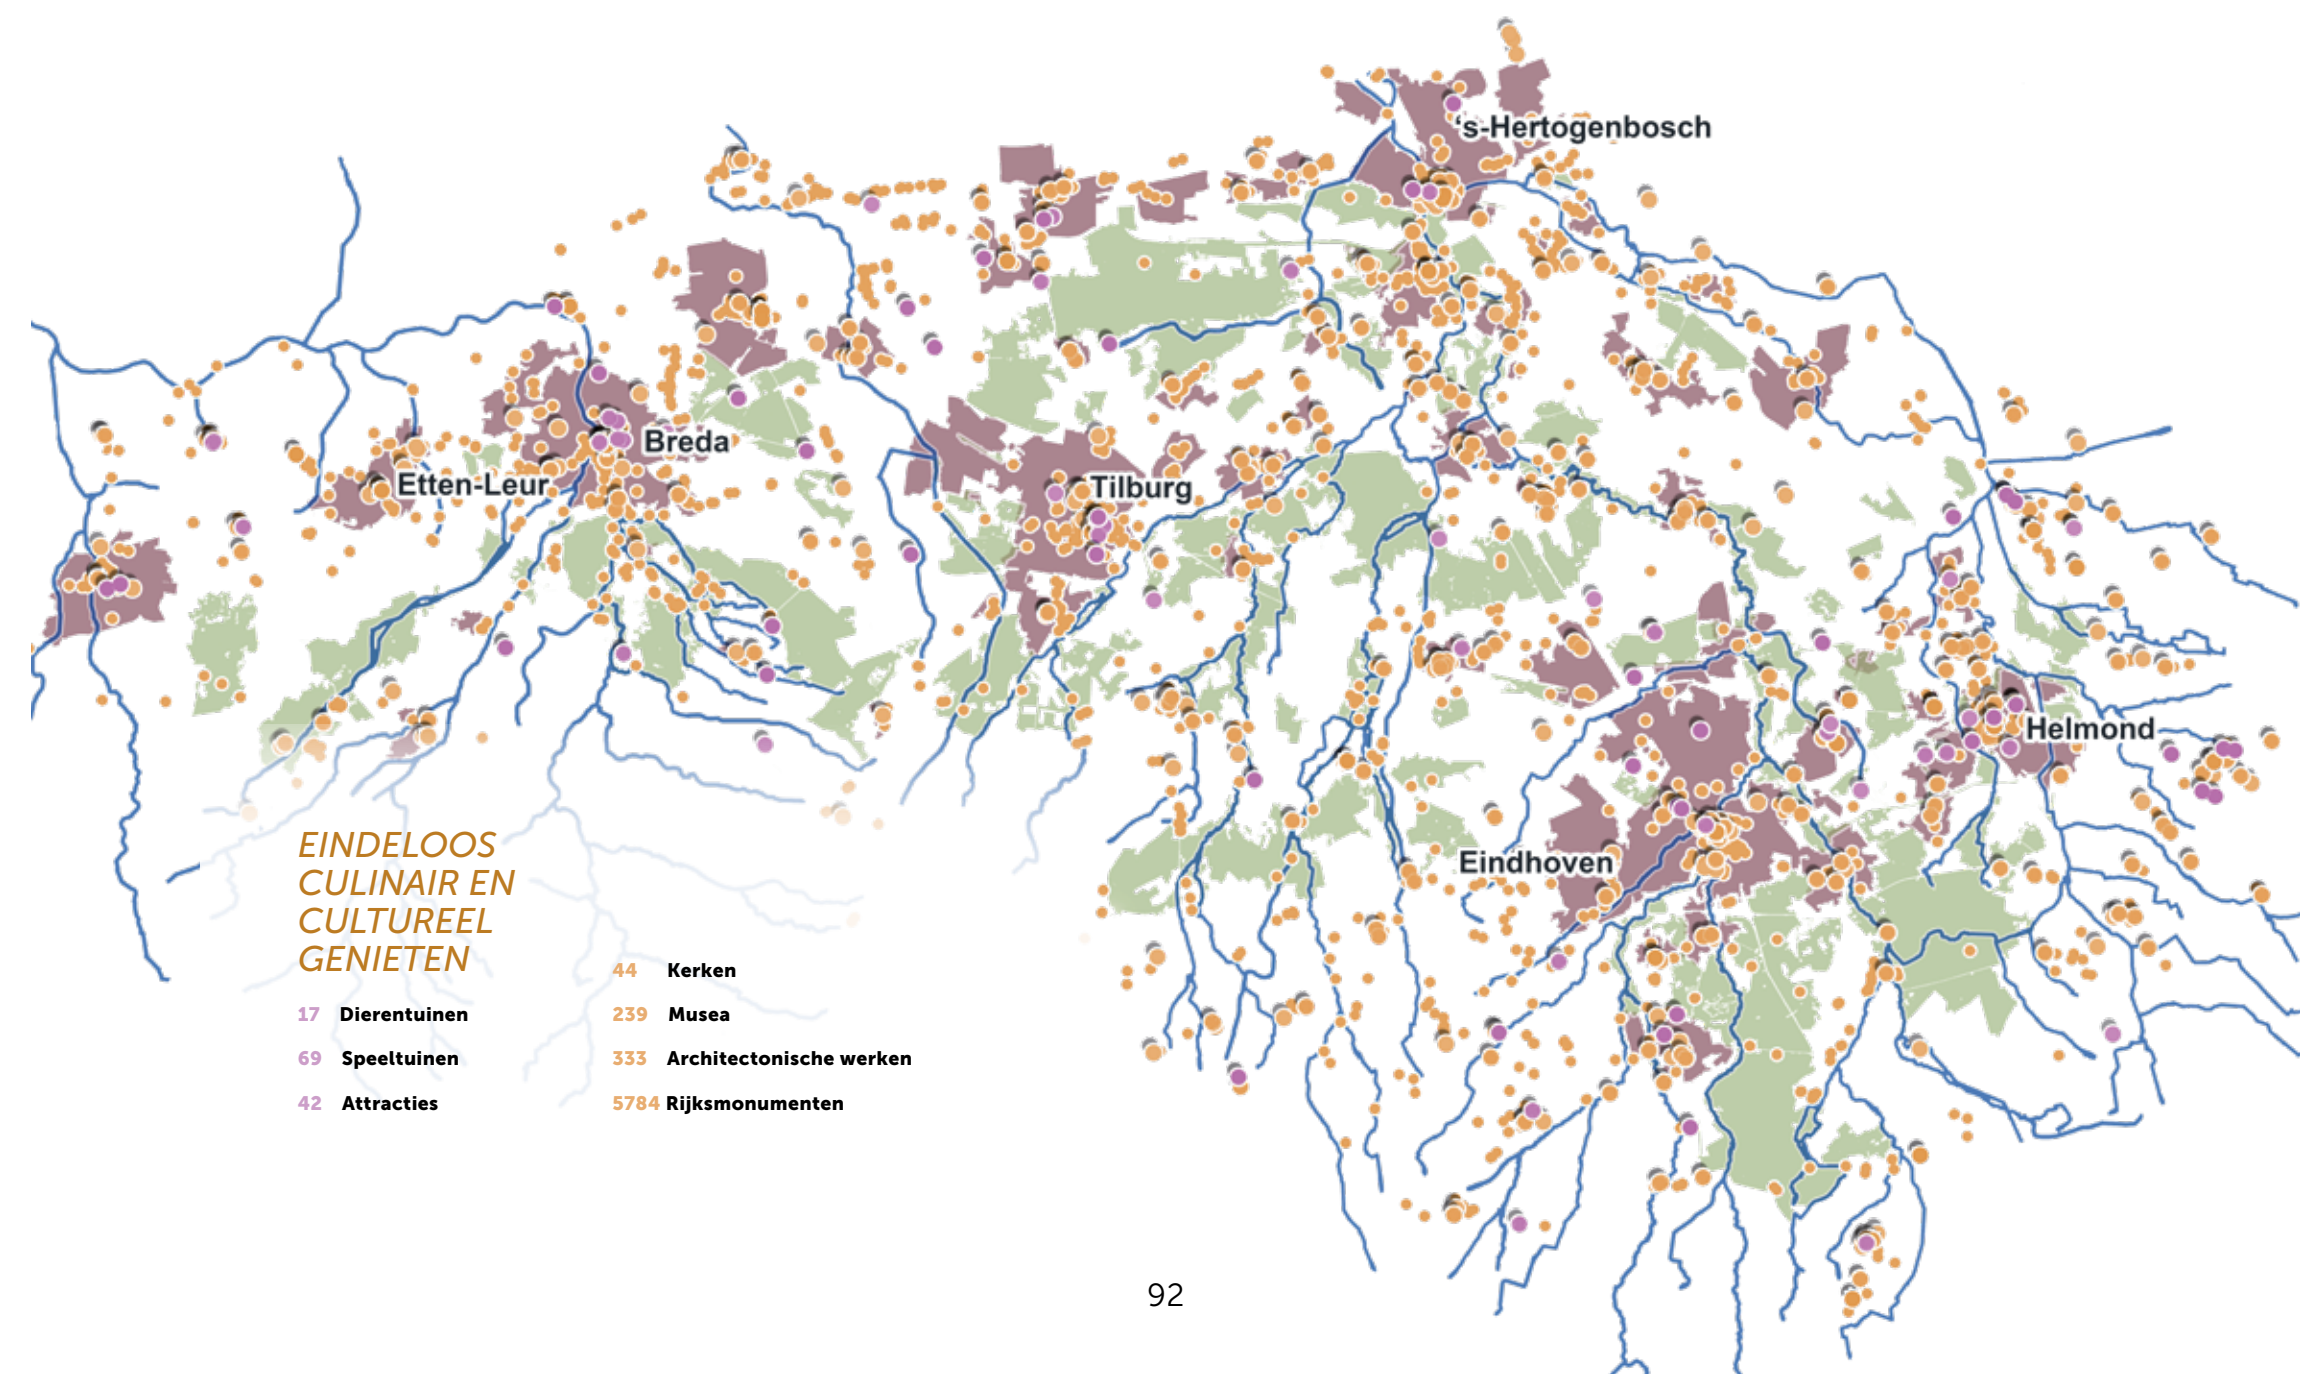 's-Hertogenbosch
Breda
Etten-Leur
Tilburg
Helmond
Eindhoven
EINDELOOS
CULINAIR EN
CULTUREEL
GENIETEN
17 Dierentuinen
69 Speeltuinen
42 Attracties
44 Kerken
239 Musea
333 Architectonische werken
5784 Rijksmonumenten
92